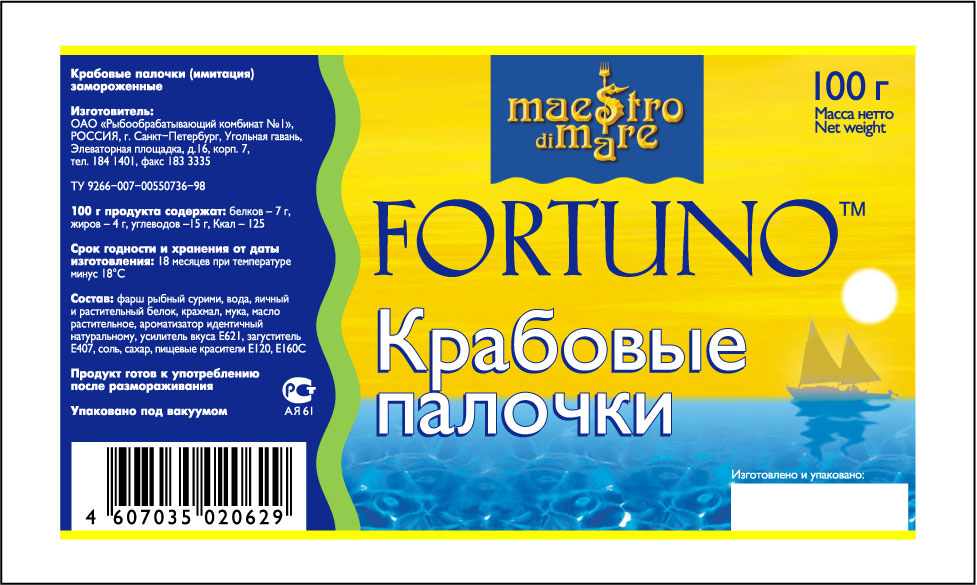 Крабовые палочки (имитация)
замороженные
Изготовитель:
ОАО «Рыбообрабатывающий комбинат №1»,
РОССИЯ, г. Санкт–Петербург, Угольная гавань,
Элеваторная площадка, д.16, корп. 7,
тел. 184 1401, факс 183 3335
ТУ 9266–007–00550736–98
100 г продукта содержат: белков – 7 г,
жиров – 4 г, углеводов –15 г, Ккал – 125
Срок годности и хранения от даты
изготовления: 18 месяцев при температуре
минус 18°С
Состав: фарш рыбный сурими, вода, яичный
и растительный белок, крахмал, мука, масло
растительное, ароматизатор идентичный
натуральному, усилитель вкуса Е621, загуститель
Е407, соль, сахар, пищевые красители Е120, Е160С
Продукт готов к употреблению
после размораживания
Упаковано под вакуумом
РСТ
АЯ61
4 607035 020629
maestro
di mare
100 г
Масса нетто
Net weight
FORTUNO™
Крабовые
палочки
Изготовлено и упаковано: